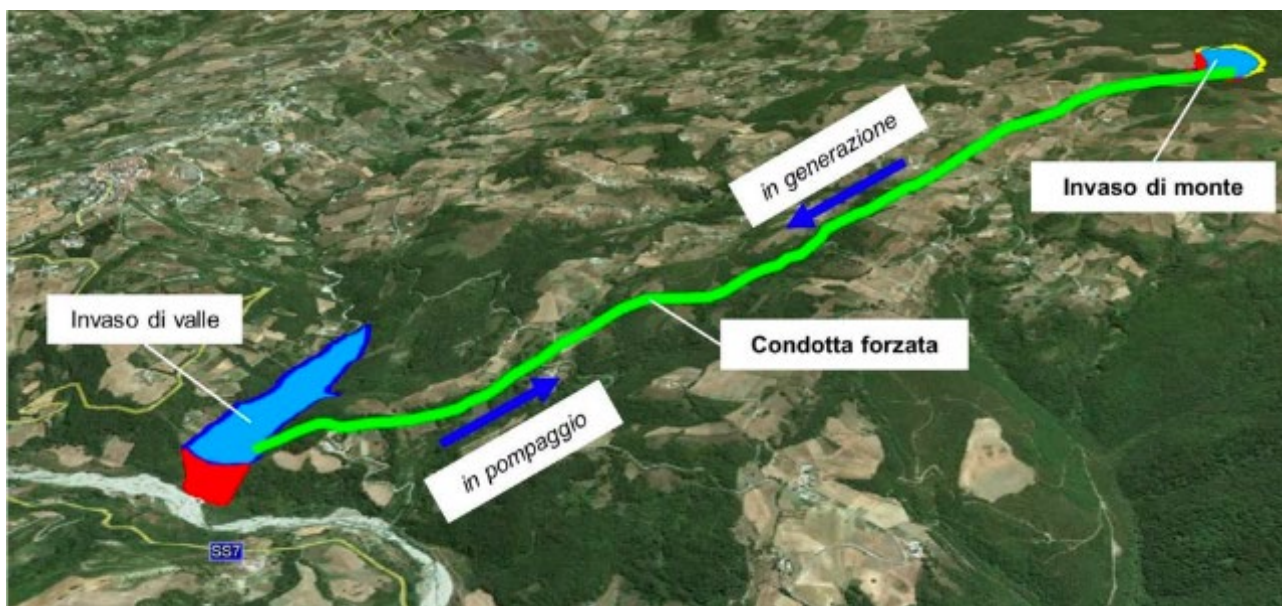 in generazione
Invaso di monte
Invaso di valle
Condotta forzata
in pompaggio
SS7